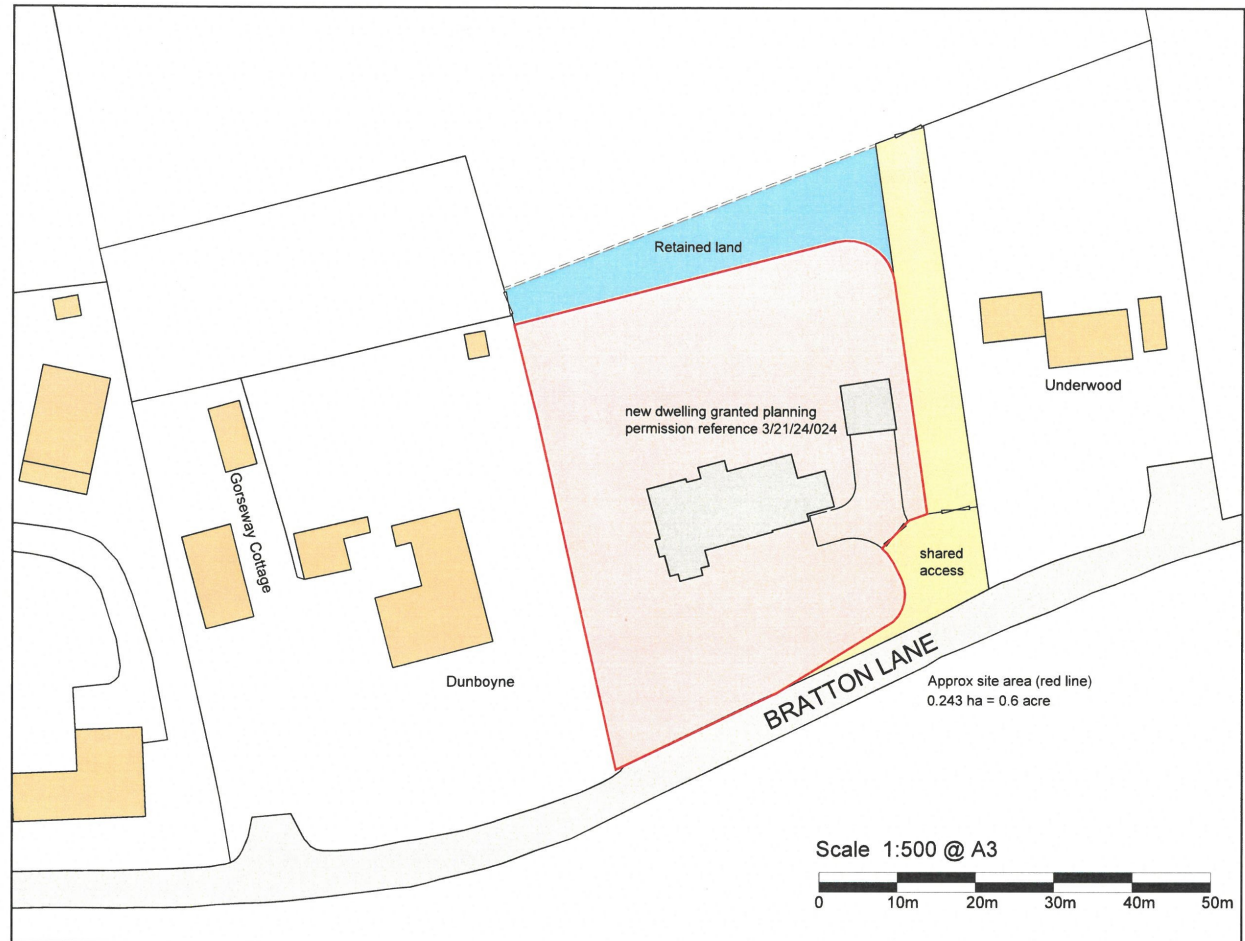 Retained land
new dwelling granted planning
permission reference 3/21/24/024
Underwood
Gorseway Cottage
shared
access
Dunboyne
BRATTON LANE
Approx site area (red line)
0.243 ha = 0.6 acre
Scale 1:500 @ A3
0 10m 20m 30m 40m 50m